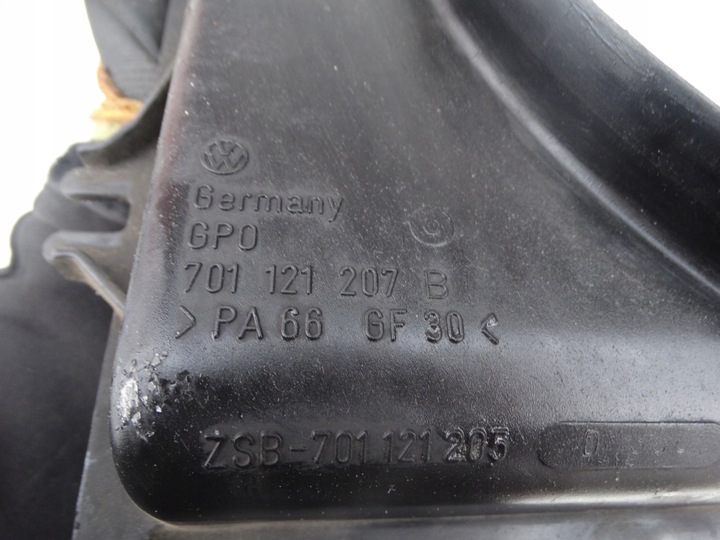 Germany
GPO
701 121 207 B
>PA 66 GF 30<
ZSB-701 121 205